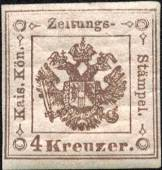 Zeitungs-
Kais. Kön.
Stämpel.
4 Kreuzer.